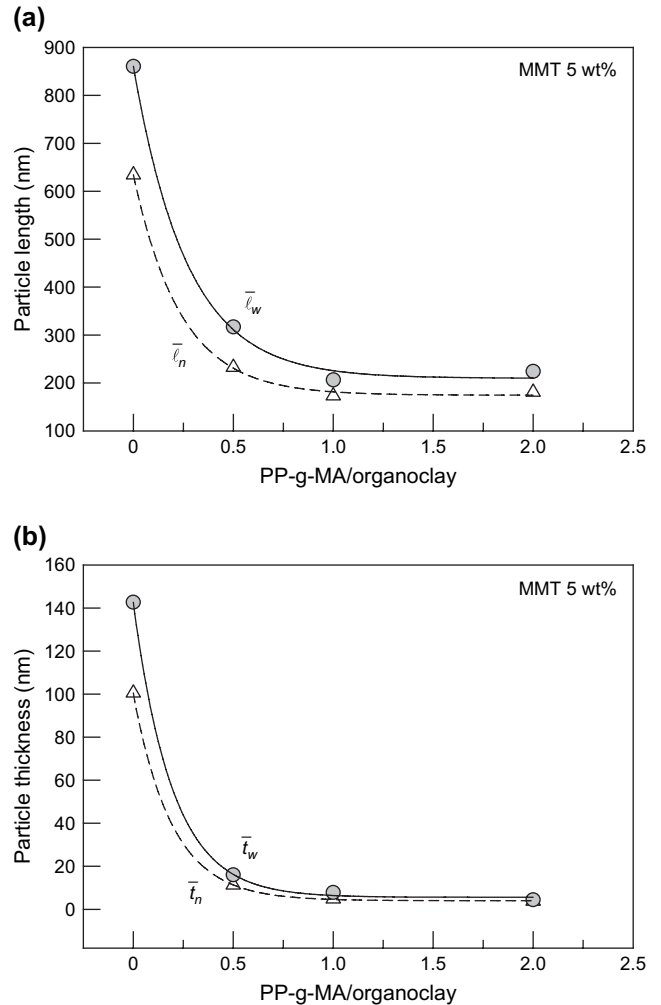 (a)
900
MMT 5 wt%
800
700
600
500
400
300
200
100
Particle length (nm)
ℓ̅w
ℓ̅n
0 0.5 1.0 1.5 2.0 2.5
PP-g-MA/organoclay
(b)
160
MMT 5 wt%
140
120
100
80
60
40
20
0
Particle thickness (nm)
t̅w
t̅n
0 0.5 1.0 1.5 2.0 2.5
PP-g-MA/organoclay